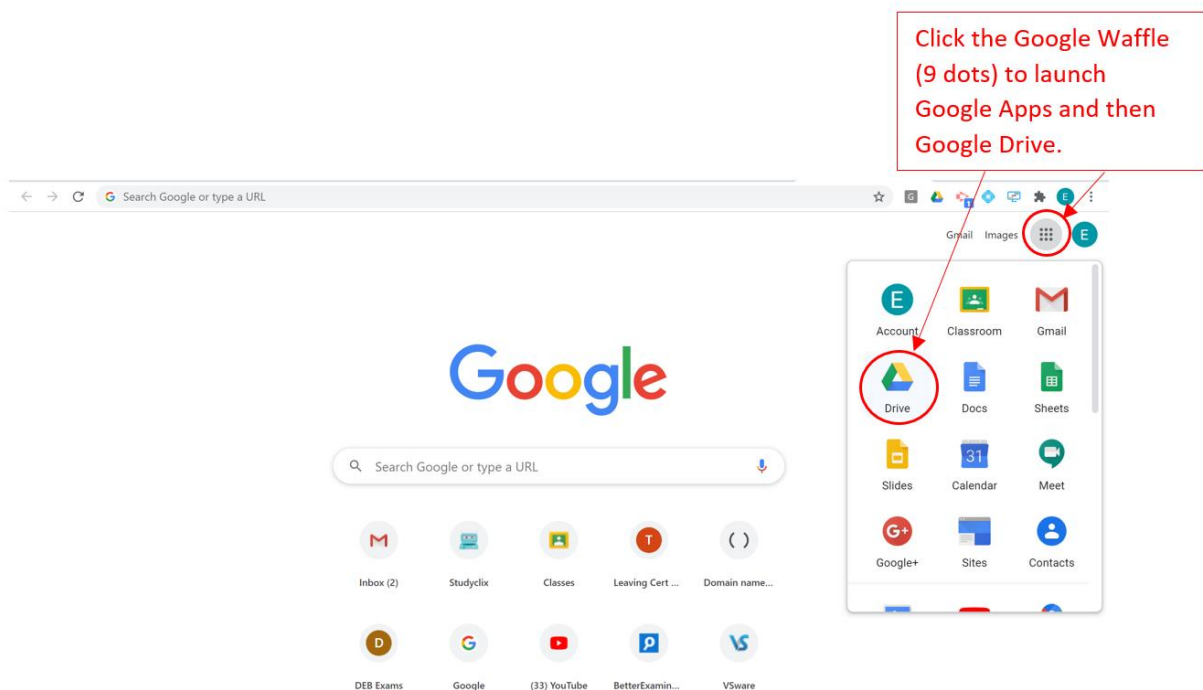 Click the Google Waffle
(9 dots) to launch
Google Apps and then
Google Drive.
G Search Google or type a URL
G
1
E
Gmail Images
E
E
Account Classroom Gmail
Drive Docs Sheets
31
Slides Calendar Meet
G+
Google+ Sites Contacts
Google
Search Google or type a URL
T
( )
Inbox (2) Studyclix Classes Leaving Cert ... Domain name...
D G VS
DEB Exams Google (33) YouTube BetterExamin... VSware